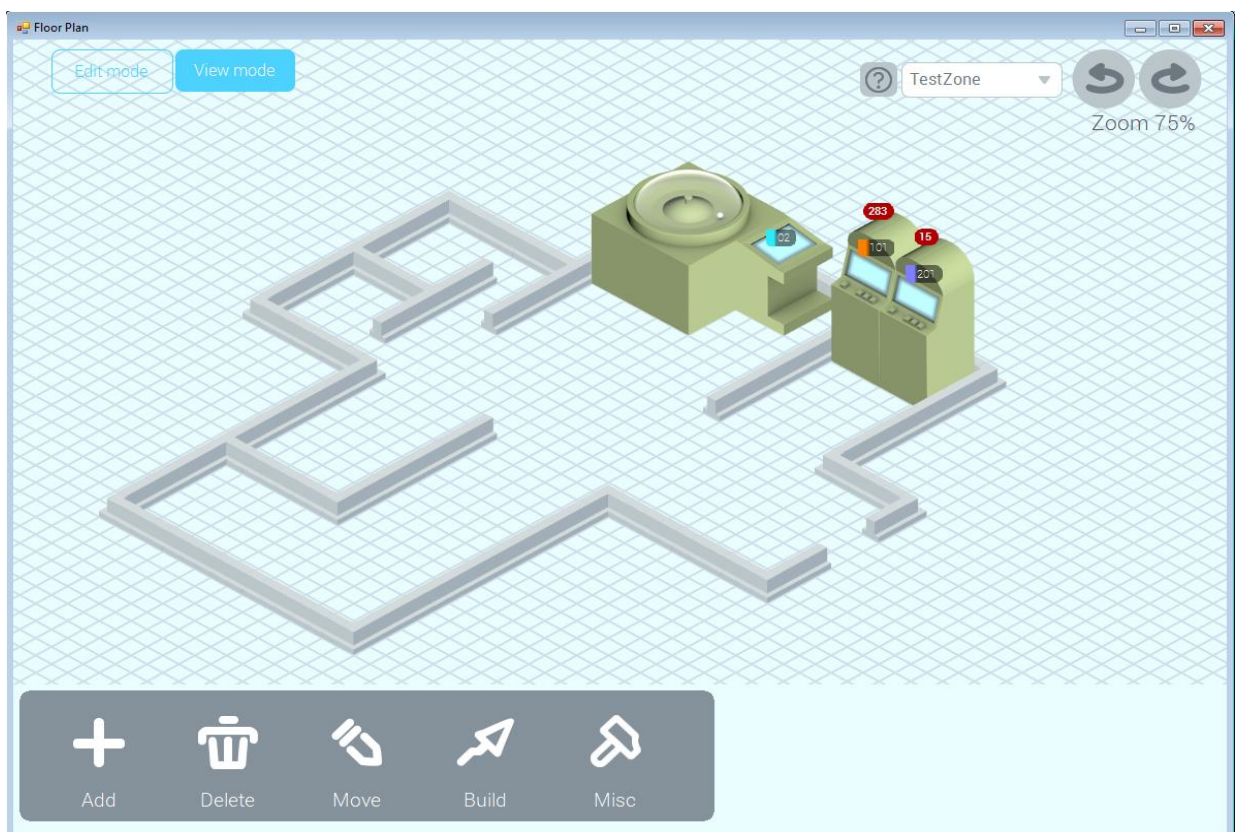 Floor Plan
Edit mode
View mode
?
TestZone
Zoom 75%
283
15
02
101
201
Add
Delete
Move
Build
Misc